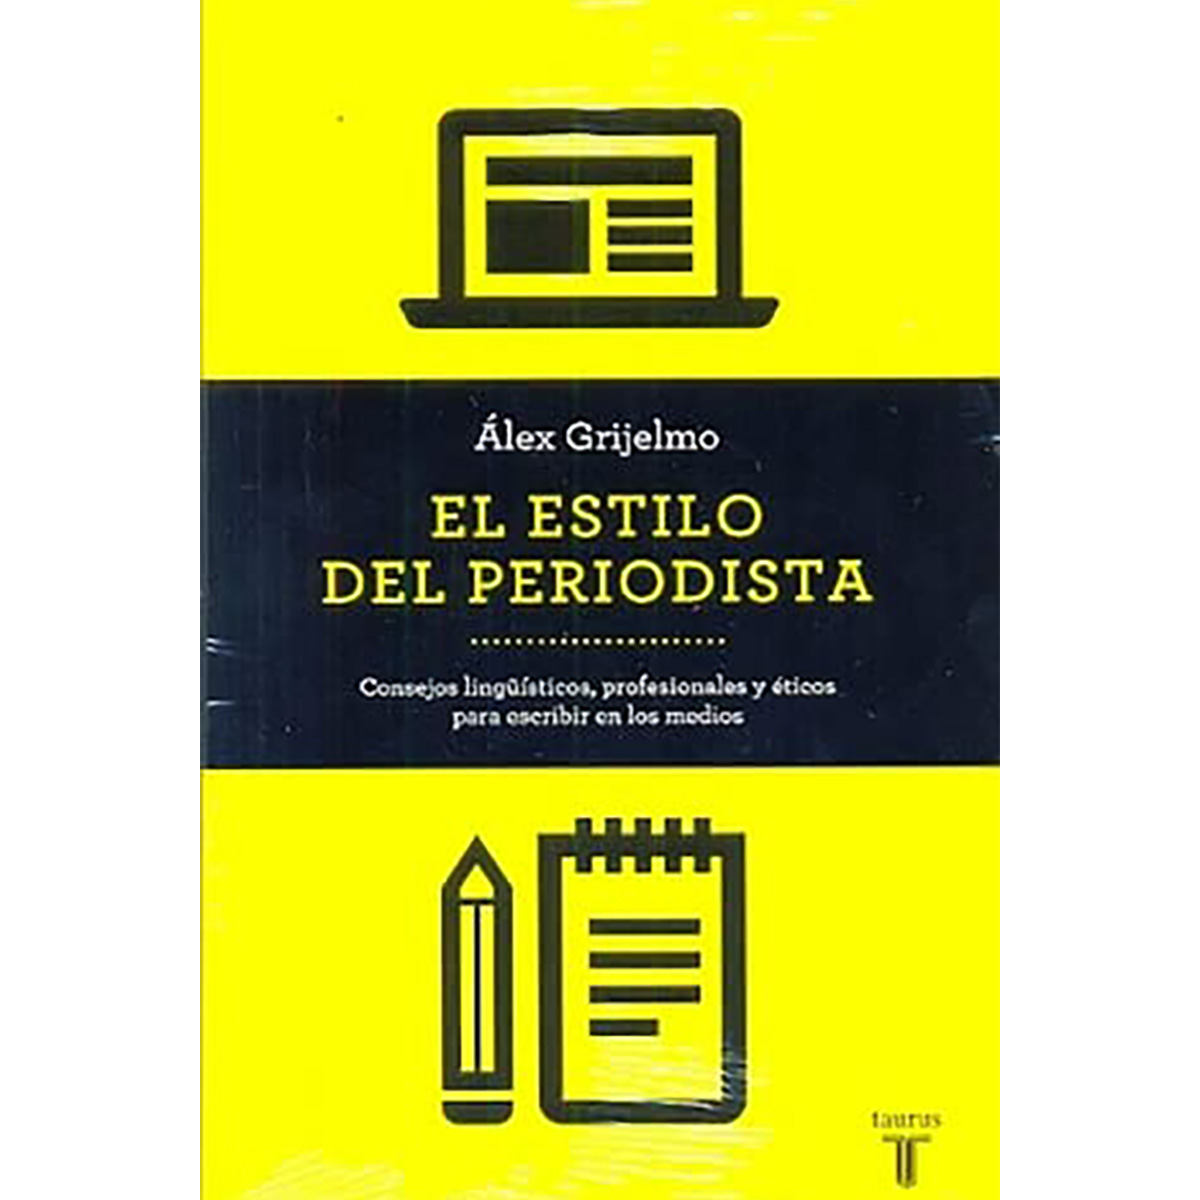 Álex Grijelmo
EL ESTILO
DEL PERIODISTA
Consejos lingüísticos, profesionales y éticos
para escribir en los medios
taurus